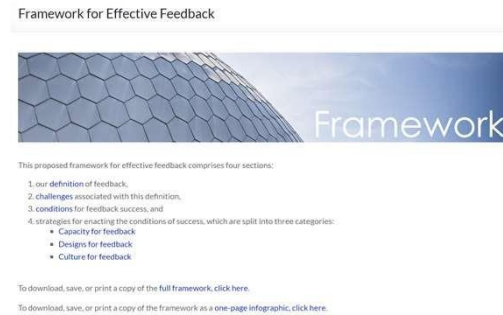 Framework for Effective Feedback
Framework
This proposed framework for effective feedback comprises four sections:
1. our definition of feedback,
2. challenges associated with this definition,
3. conditions for feedback success, and
4. strategies for enacting the conditions of success, which are split into three categories:
Capacity for feedback
Designs for feedback
Culture for feedback
To download, save, or print a copy of the full framework, click here.
To download, save, or print a copy of the framework as a one-page infographic, click here.